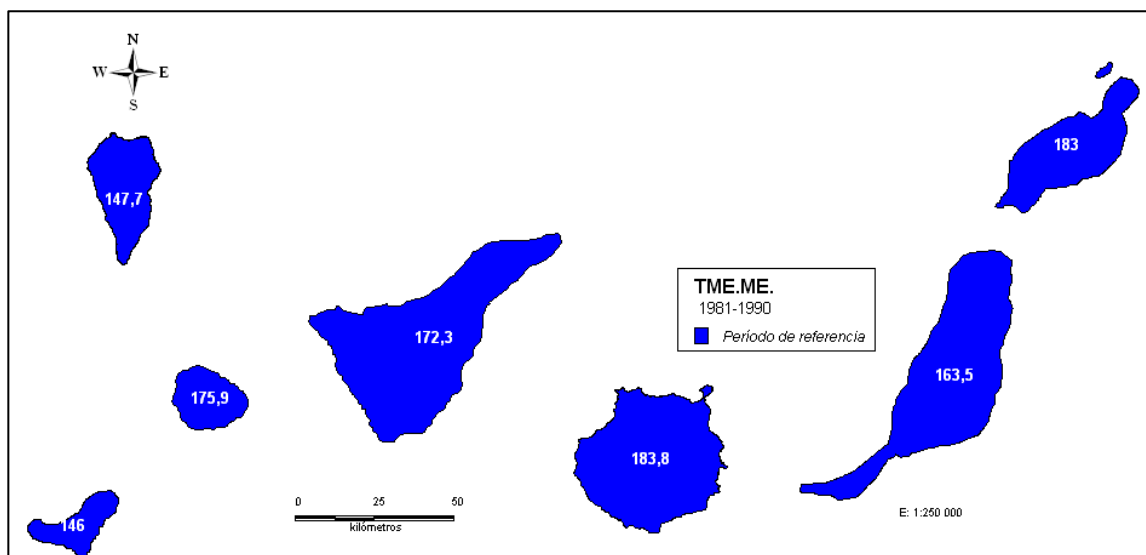 N
W E
S
183
147,7
TME.ME.
1981-1990
Período de referencia
172,3
163,5
175,9
183,8
0 25 50
kilómetros
E: 1:250 000
146